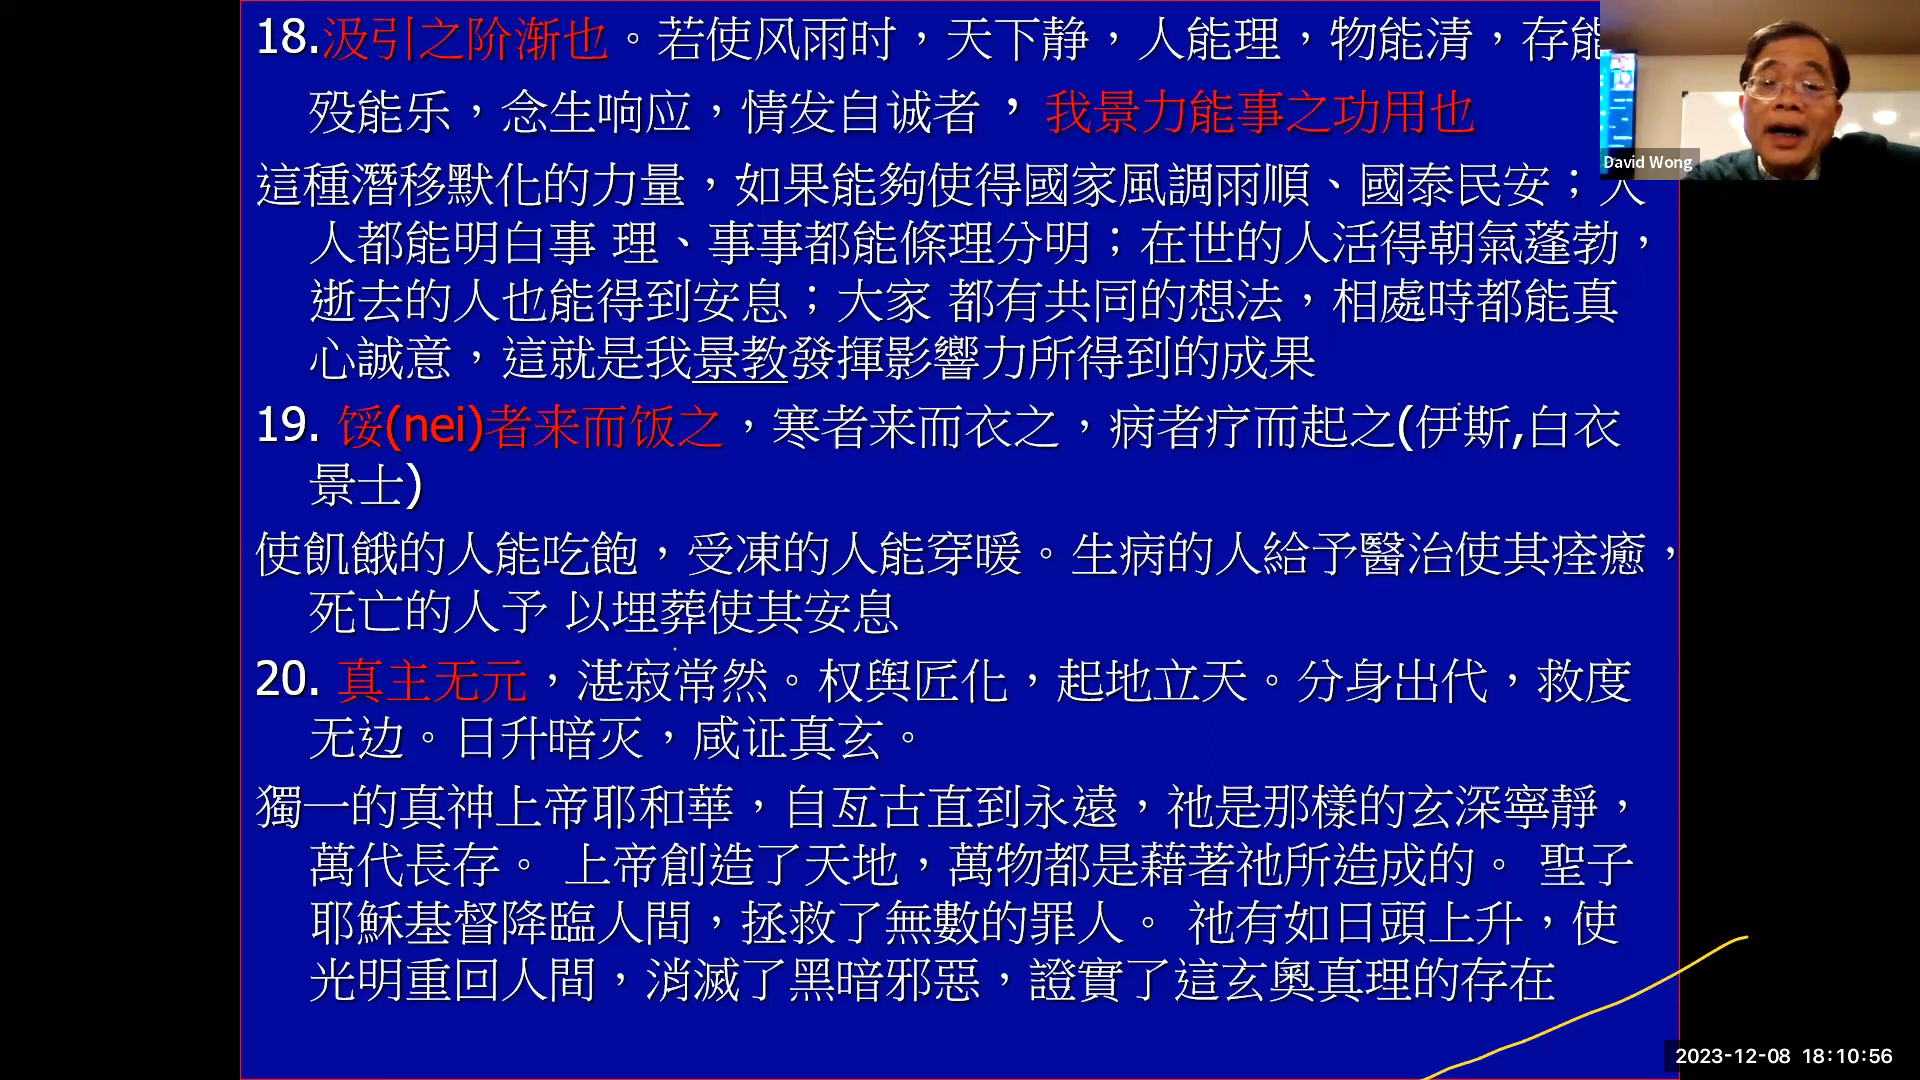 18.汲引之阶渐也。若使风雨时，天下静，人能理，物能清，存能
殁能乐，念生响应，情发自诚者，我景力能事之功用也
這種潛移默化的力量，如果能夠使得國家風調雨順、國泰民安；人
人都能明白事 理、事事都能條理分明；在世的人活得朝氣蓬勃，
逝去的人也能得到安息；大家 都有共同的想法，相處時都能真
心誠意，這就是我景教發揮影響力所得到的成果
19. 馁(nei)者来而饭之，寒者来而衣之，病者疗而起之(伊斯,白衣
景士)
使飢餓的人能吃飽，受凍的人能穿暖。生病的人給予醫治使其痊癒，
死亡的人予 以埋葬使其安息
20. 真主无元，湛寂常然。权舆匠化，起地立天。分身出代，救度
无边。日升暗灭，咸证真玄。
獨一的真神上帝耶和華，自亙古直到永遠，祂是那樣的玄深寧靜，
萬代長存。 上帝創造了天地，萬物都是藉著祂所造成的。 聖子
耶穌基督降臨人間，拯救了無數的罪人。 祂有如日頭上升，使
光明重回人間，消滅了黑暗邪惡，證實了這玄奧真理的存在
David Wong
2023-12-08 18:10:56